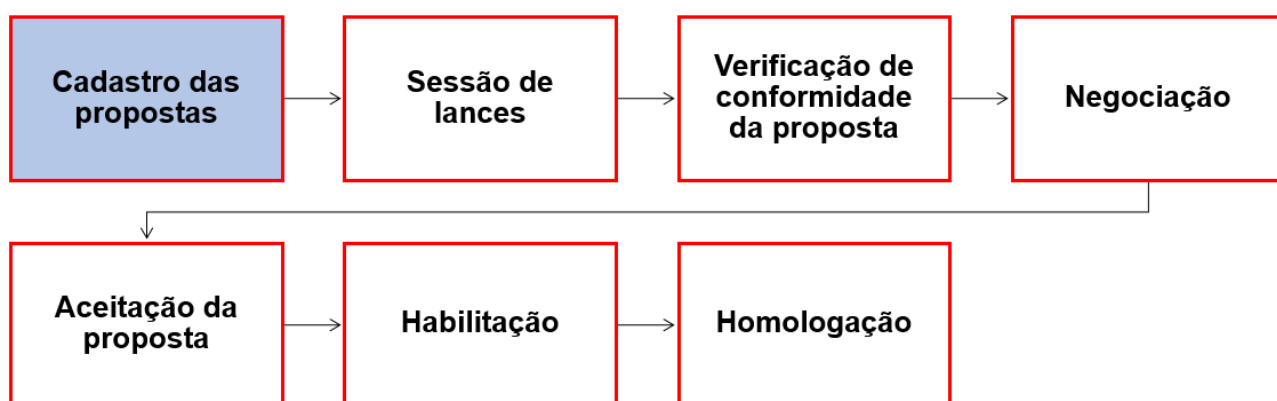 Cadastro das
propostas
Sessão de
lances
Verificação de
conformidade
da proposta
Negociação
Aceitação da
proposta
Habilitação
Homologação